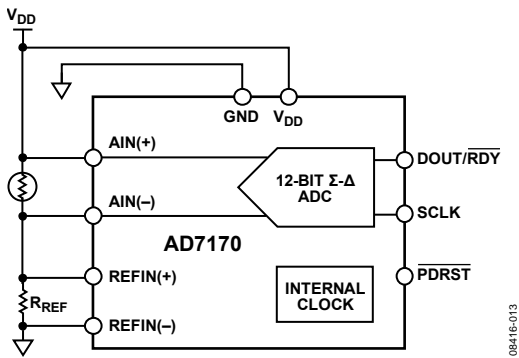 VDD
GND
VDD
AIN(+)
12-BIT Σ-Δ
ADC
DOUT/RDY
AIN(–)
SCLK
AD7170
REFIN(+)
PDRST
INTERNAL
CLOCK
RREF
REFIN(–)
08416-013